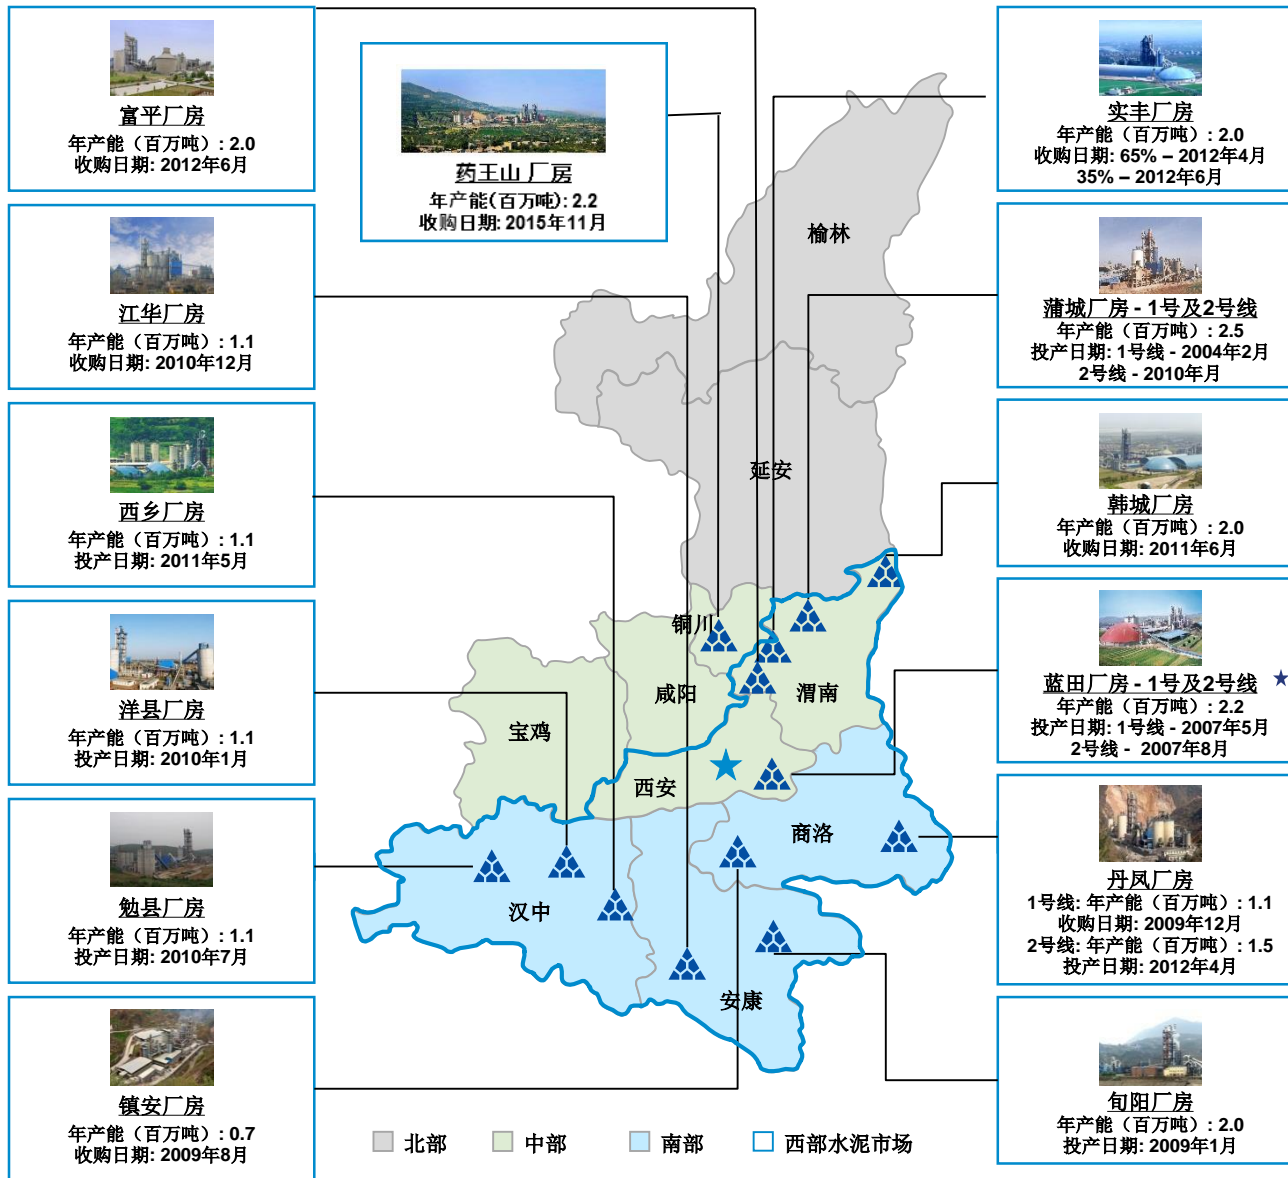 富平厂房
年产能（百万吨）: 2.0
收购日期: 2012年6月
江华厂房
年产能（百万吨）: 1.1
收购日期: 2010年12月
西乡厂房
年产能（百万吨）: 1.1
投产日期: 2011年5月
洋县厂房
年产能（百万吨）: 1.1
投产日期: 2010年1月
勉县厂房
年产能（百万吨）: 1.1
投产日期: 2010年7月
镇安厂房
年产能（百万吨）: 0.7
收购日期: 2009年8月
药王山 厂房
年产能(百万吨): 2.2
收购日期: 2015年11月
榆林
延安
铜川
咸阳
渭南
宝鸡
西安
商洛
汉中
安康
北部
中部
南部
西部水泥市场
实丰厂房
年产能（百万吨）: 2.0
收购日期: 65% – 2012年4月
35% – 2012年6月
蒲城厂房 - 1号及2号线
年产能（百万吨）: 2.5
投产日期: 1号线 - 2004年2月
2号线 - 2010年月
韩城厂房
年产能（百万吨）: 2.0
收购日期: 2011年6月
蓝田厂房 - 1号及2号线
年产能（百万吨）: 2.2
投产日期: 1号线 - 2007年5月
2号线 - 2007年8月
丹凤厂房
1号线: 年产能（百万吨）: 1.1
收购日期: 2009年12月
2号线: 年产能（百万吨）: 1.5
投产日期: 2012年4月
旬阳厂房
年产能（百万吨）: 2.0
投产日期: 2009年1月